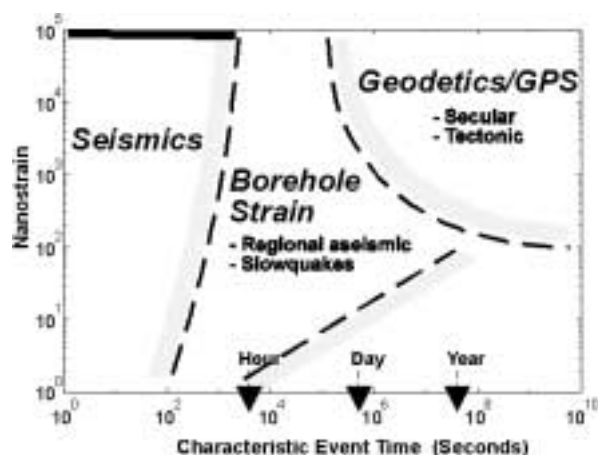 10^5
10^4
10^3
10^2
10^1
10^0
Nanostrain
Seismics
Geodetics/GPS
- Secular
- Tectonic
Borehole
Strain
- Regional aseismic
- Slowquakes
Hour
Day
Year
10^0
10^2
10^4
10^6
10^8
10^10
Characteristic Event Time (Seconds)